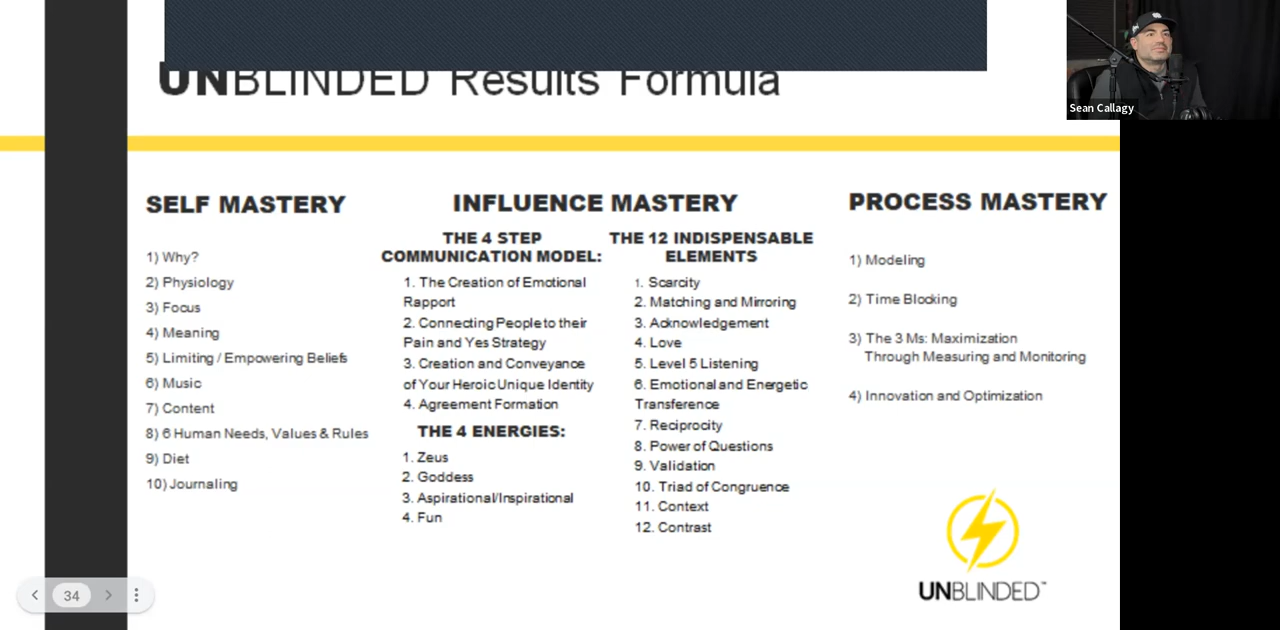 UNBLINDED Results Formula
Sean Callagy
SELF MASTERY
1) Why?
2) Physiology
3) Focus
4) Meaning
5) Limiting / Empowering Beliefs
6) Music
7) Content
8) 6 Human Needs, Values & Rules
9) Diet
10) Journaling
INFLUENCE MASTERY
THE 4 STEP
COMMUNICATION MODEL:
1. The Creation of Emotional
Rapport
2. Connecting People to their
Pain and Yes Strategy
3. Creation and Conveyance
of Your Heroic Unique Identity
4. Agreement Formation
THE 4 ENERGIES:
1. Zeus
2. Goddess
3. Aspirational/Inspirational
4. Fun
THE 12 INDISPENSABLE
ELEMENTS
1. Scarcity
2. Matching and Mirroring
3. Acknowledgement
4. Love
5. Level 5 Listening
6. Emotional and Energetic
Transference
7. Reciprocity
8. Power of Questions
9. Validation
10. Triad of Congruence
11. Context
12. Contrast
PROCESS MASTERY
1) Modeling
2) Time Blocking
3) The 3 Ms: Maximization
Through Measuring and Monitoring
4) Innovation and Optimization
UNBLINDED™
34